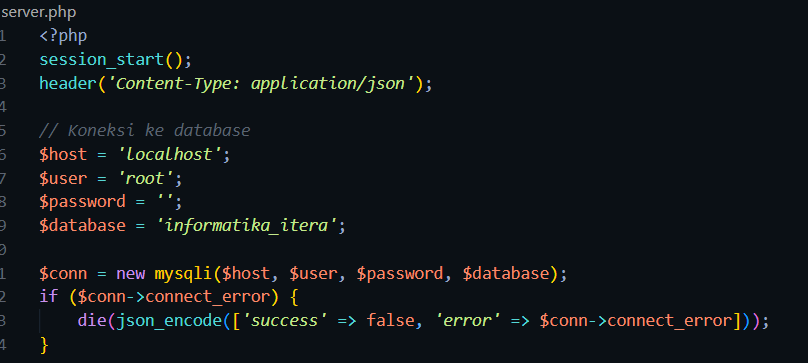 server.php
1 <?php
2 session_start();
3 header('Content-Type: application/json');
4
5 // Koneksi ke database
6 $host = 'localhost';
7 $user = 'root';
8 $password = '';
9 $database = 'informatika_itera';
0
1 $conn = new mysqli($host, $user, $password, $database);
2 if ($conn->connect_error) {
3 die(json_encode(['success' => false, 'error' => $conn->connect_error]));
4 }